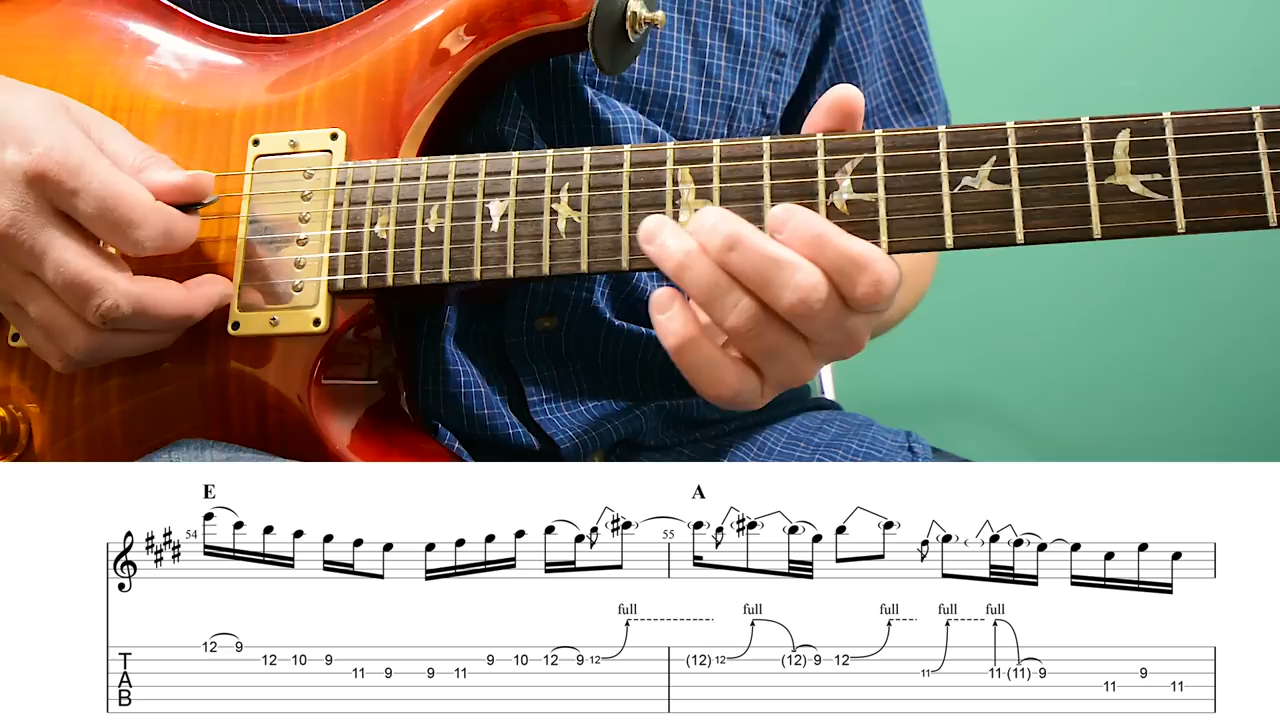 E A
54 55
full full full full full
12 9
12 10 9 9 10 12 9 12 (12) 12 (12) 9 12
T 11 9 9 11 11 11 (11) 9 9
A 11 11
B